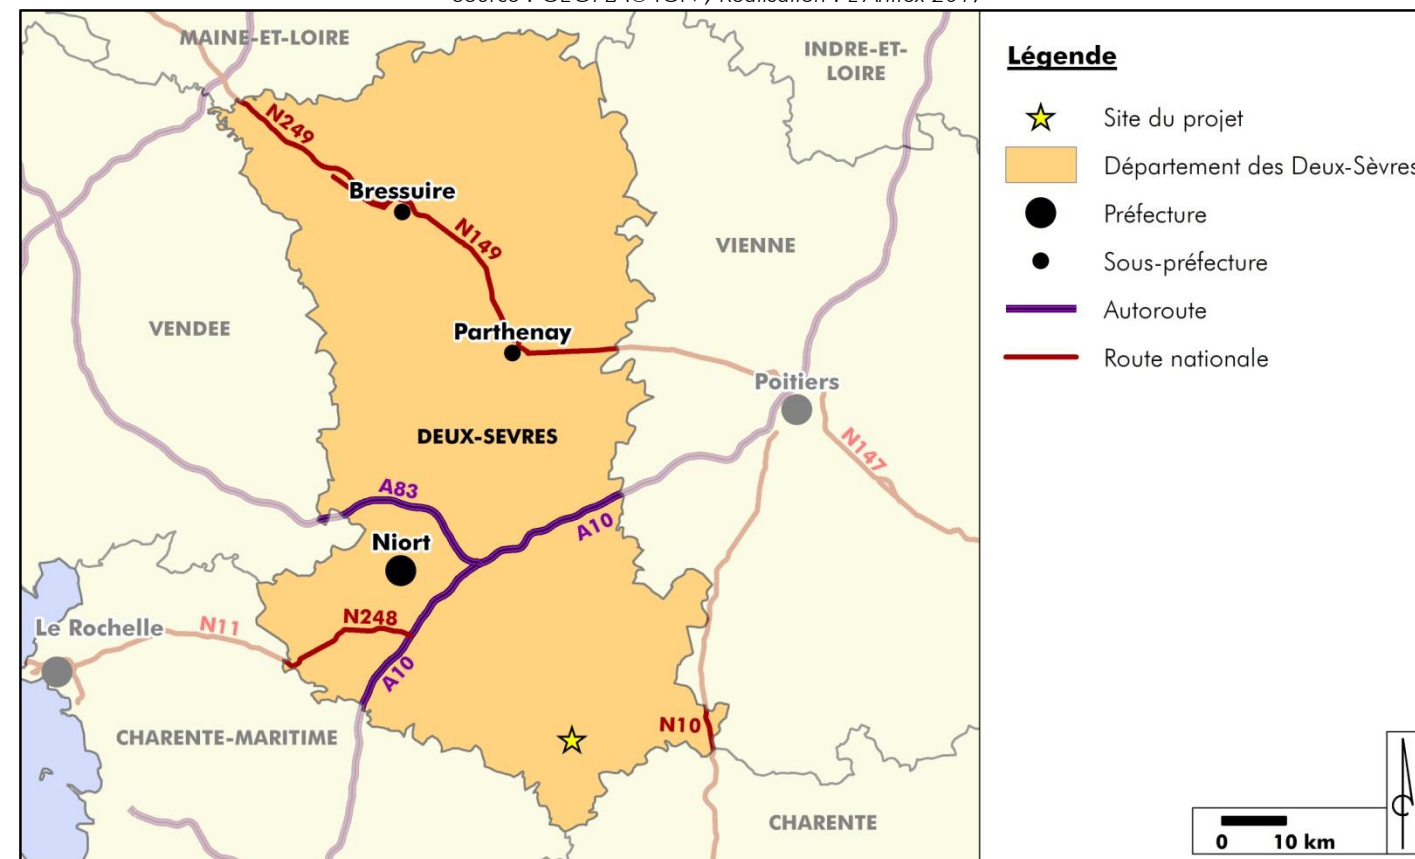 MAINE-ET-LOIRE
INDRE-ET-
LOIRE
N249
Bressuire
N149
VIENNE
VENDEE
Parthenay
Poitiers
DEUX-SEVRES
N147
A83
A10
Niort
N248
Le Rochelle
N11
A10
N10
CHARENTE-MARITIME
CHARENTE
Légende
Site du projet
Département des Deux-Sèvres
Préfecture
Sous-préfecture
Autoroute
Route nationale
0 10 km